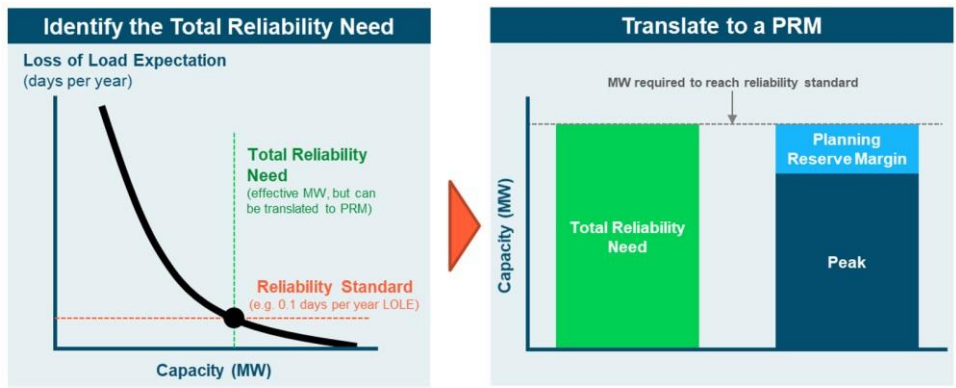 Identify the Total Reliability Need
Loss of Load Expectation
(days per year)
Total Reliability
Need
(effective MW, but can
be translated to PRM)
Reliability Standard
(e.g. 0.1 days per year LOLE)
Capacity (MW)
Translate to a PRM
MW required to reach reliability standard
Capacity (MW)
Total Reliability
Need
Planning
Reserve Margin
Peak